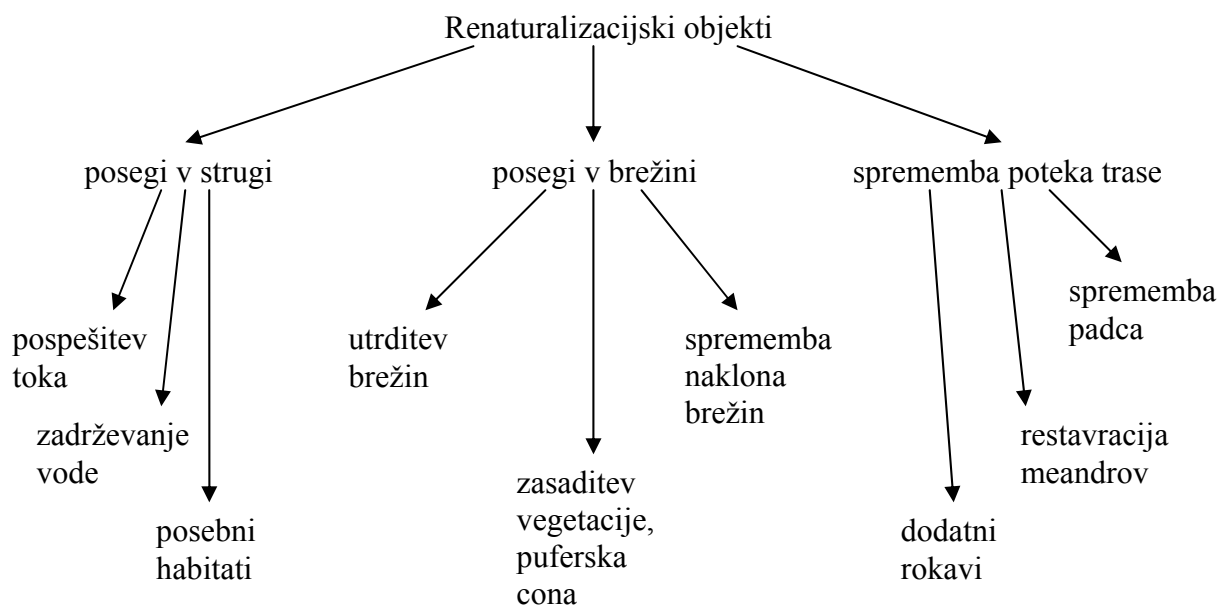 Renaturalizacijski objekti
posegi v strugi
posegi v brežini
sprememba poteka trase
pospešitev
toka
zadrževanje
vode
posebni
habitati
utrditev
brežin
zasaditev
vegetacije,
puferska
cona
sprememba
naklona
brežin
dodatni
rokavi
restavracija
meandrov
sprememba
padca